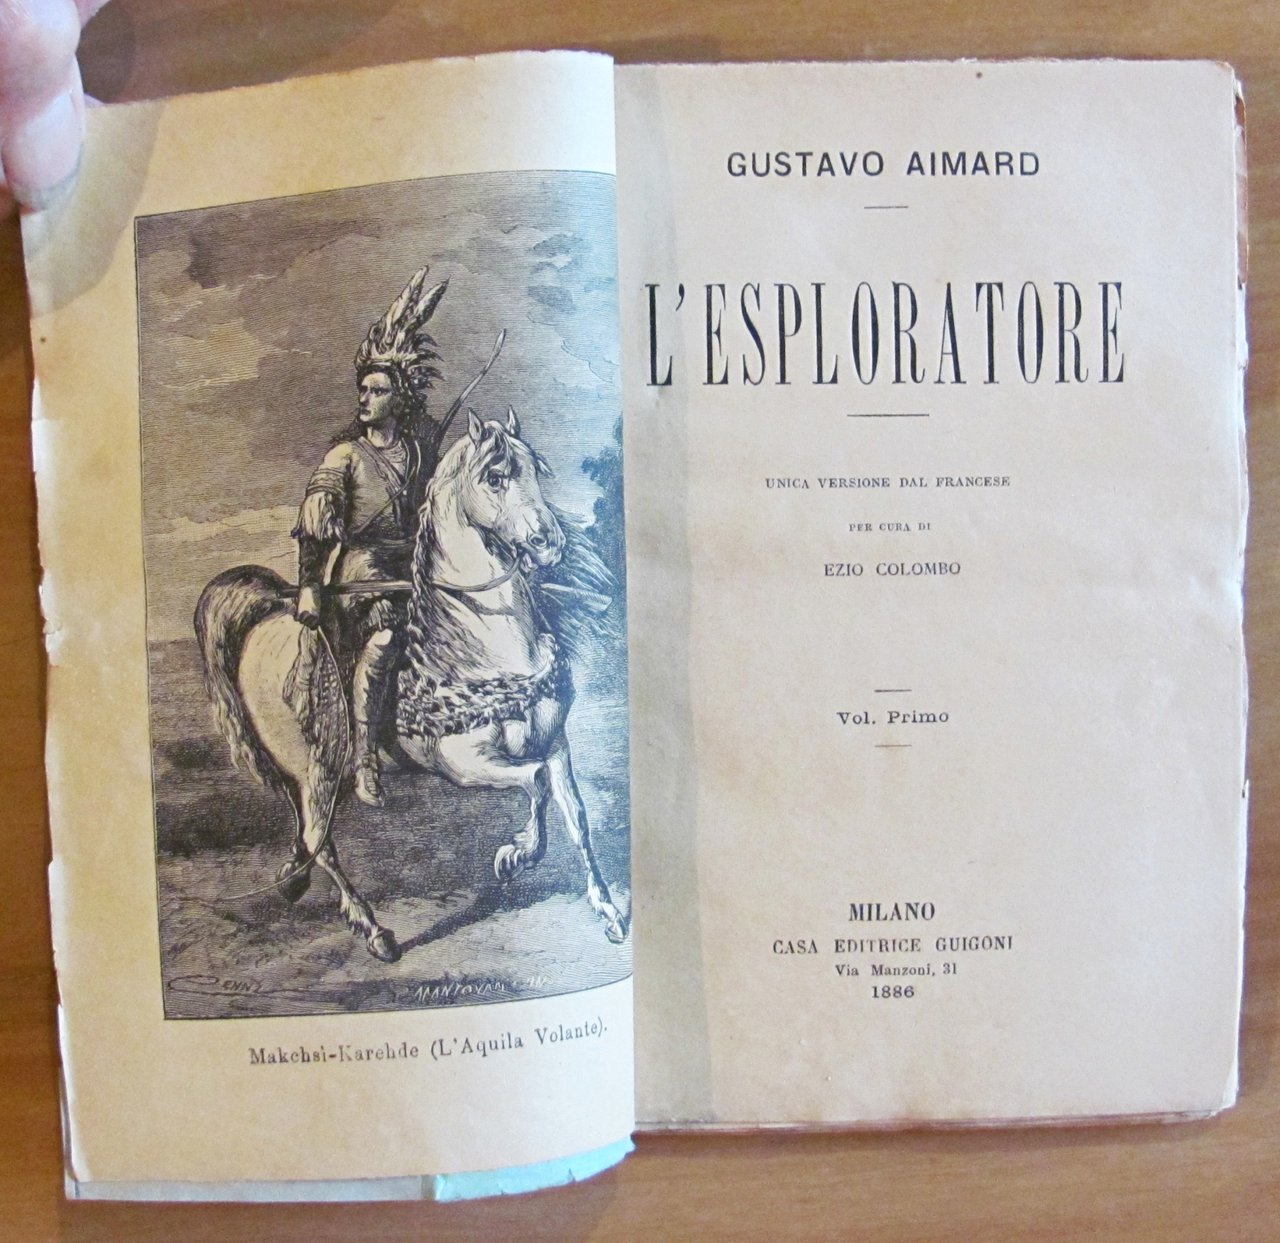 Makchsi-Karehde (L'Aquila Volante).
GUSTAVO AIMARD
L'ESPLORATORE
UNICA VERSIONE DAL FRANCESE
PER CURA DI
EZIO COLOMBO
Vol. Primo
MILANO
CASA EDITRICE GUIGONI
Via Manzoni, 31
1886